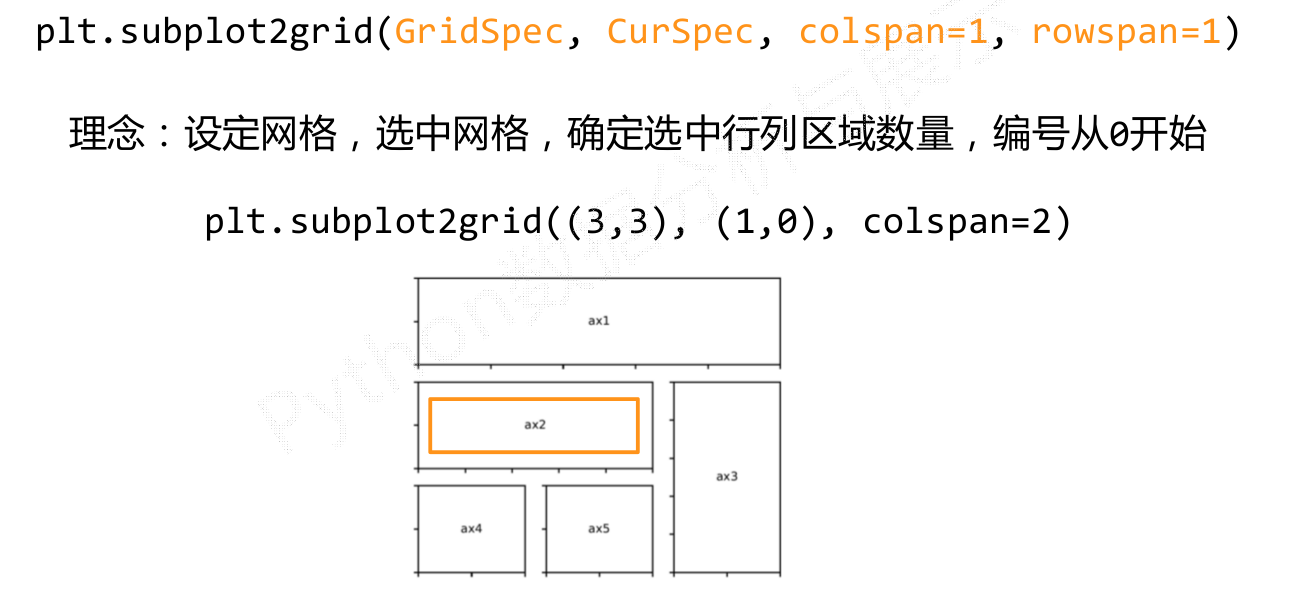 plt.subplot2grid(GridSpec, CurSpec, colspan=1, rowspan=1)
理念：设定网格，选中网格，确定选中行列区域数量，编号从0开始
plt.subplot2grid((3,3), (1,0), colspan=2)
Python数据分析与展示
ax1
ax2
ax3
ax4
ax5